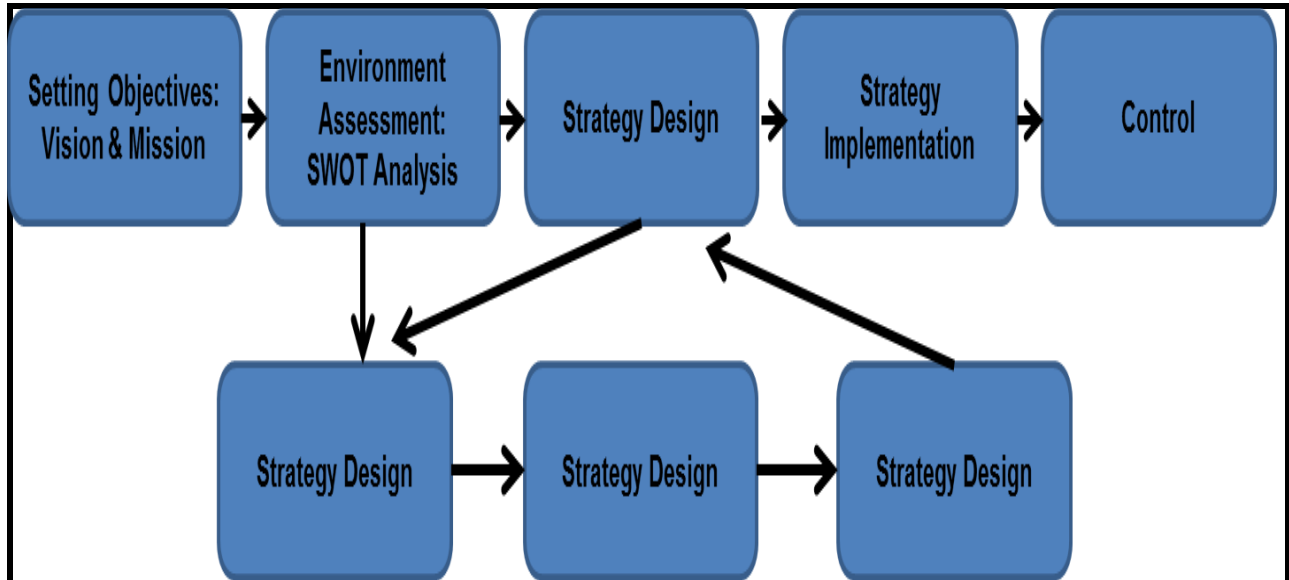 Setting Objectives:
Vision & Mission
Environment
Assessment:
SWOT Analysis
Strategy Design
Strategy
Implementation
Control
Strategy Design
Strategy Design
Strategy Design